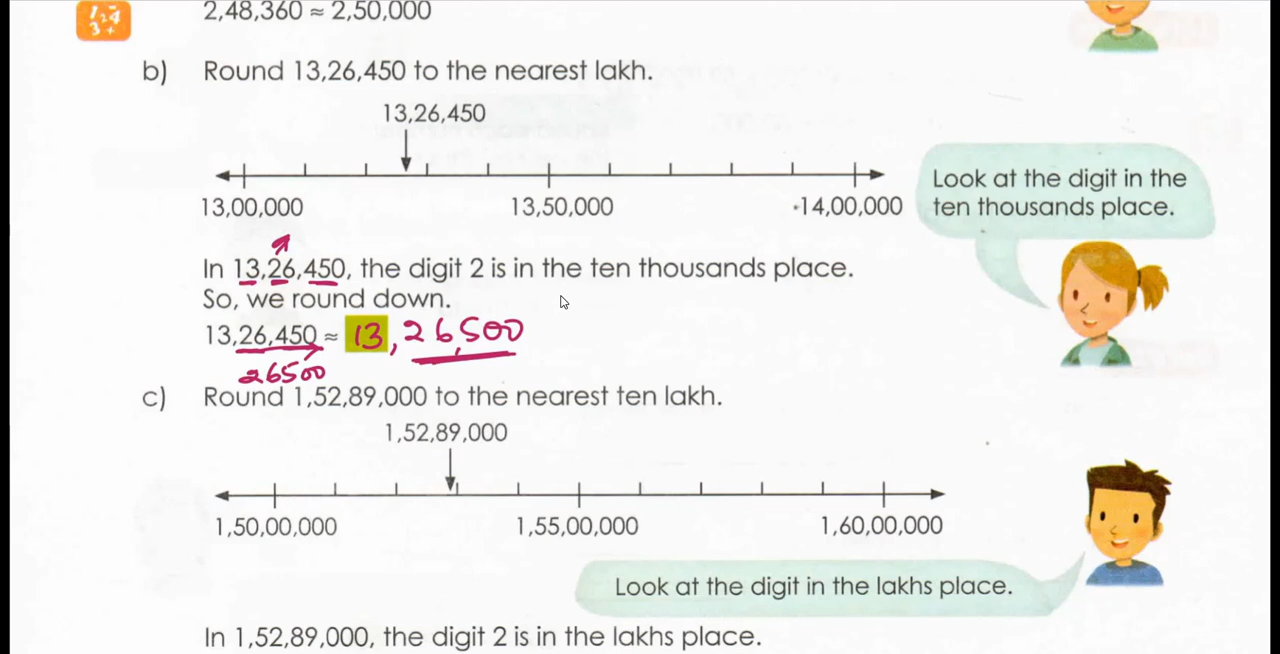 2,48,360 ≈ 2,50,000
b) Round 13,26,450 to the nearest lakh.
13,26,450
13,00,000 13,50,000 14,00,000
Look at the digit in the
ten thousands place.
In 13,26,450, the digit 2 is in the ten thousands place.
So, we round down.
13,26,450 ≈ 13,26,500
26500
c) Round 1,52,89,000 to the nearest ten lakh.
1,52,89,000
1,50,00,000 1,55,00,000 1,60,00,000
Look at the digit in the lakhs place.
In 1,52,89,000, the digit 2 is in the lakhs place.